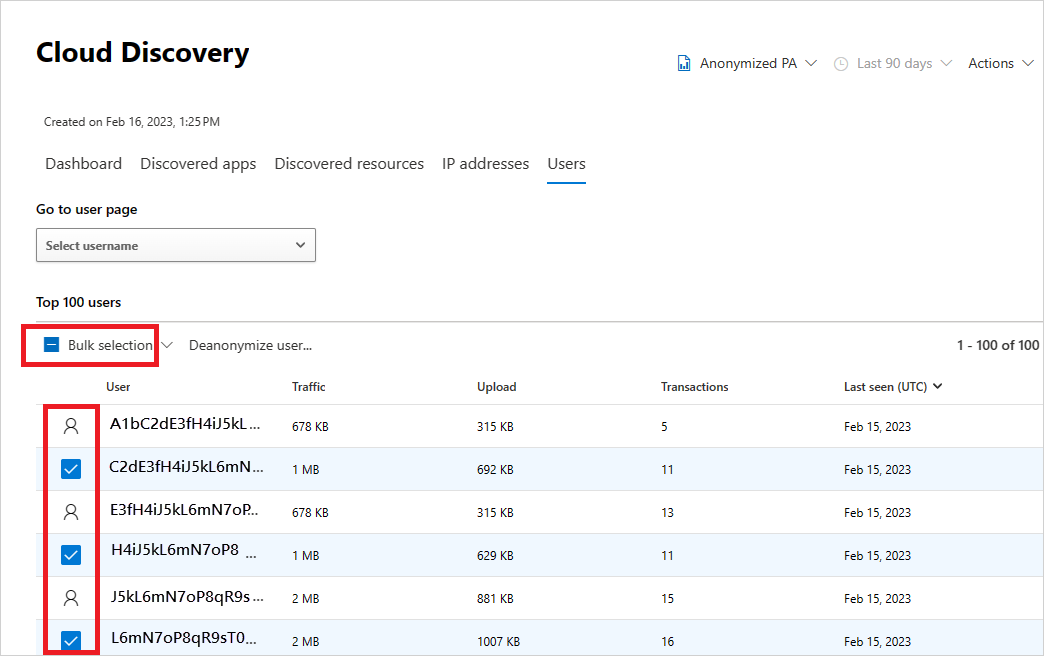 Cloud Discovery
Anonymized PA Last 90 days Actions
Created on Feb 16, 2023, 1:25 PM
Dashboard Discovered apps Discovered resources IP addresses Users
Go to user page
Select username
Top 100 users
Bulk selection Deanonymize user... 1 - 100 of 100
User Traffic Upload Transactions Last seen (UTC)
A1bC2dE3fH4iJ5kL... 678 KB 315 KB 5 Feb 15, 2023
C2dE3fH4iJ5kL6mN... 1 MB 692 KB 11 Feb 15, 2023
E3fH4iJ5kL6mN7oP... 678 KB 315 KB 13 Feb 15, 2023
H4iJ5kL6mN7oP8 ... 1 MB 629 KB 11 Feb 15, 2023
J5kL6mN7oP8qR9s... 2 MB 881 KB 15 Feb 15, 2023
L6mN7oP8qR9sT0... 2 MB 1007 KB 16 Feb 15, 2023